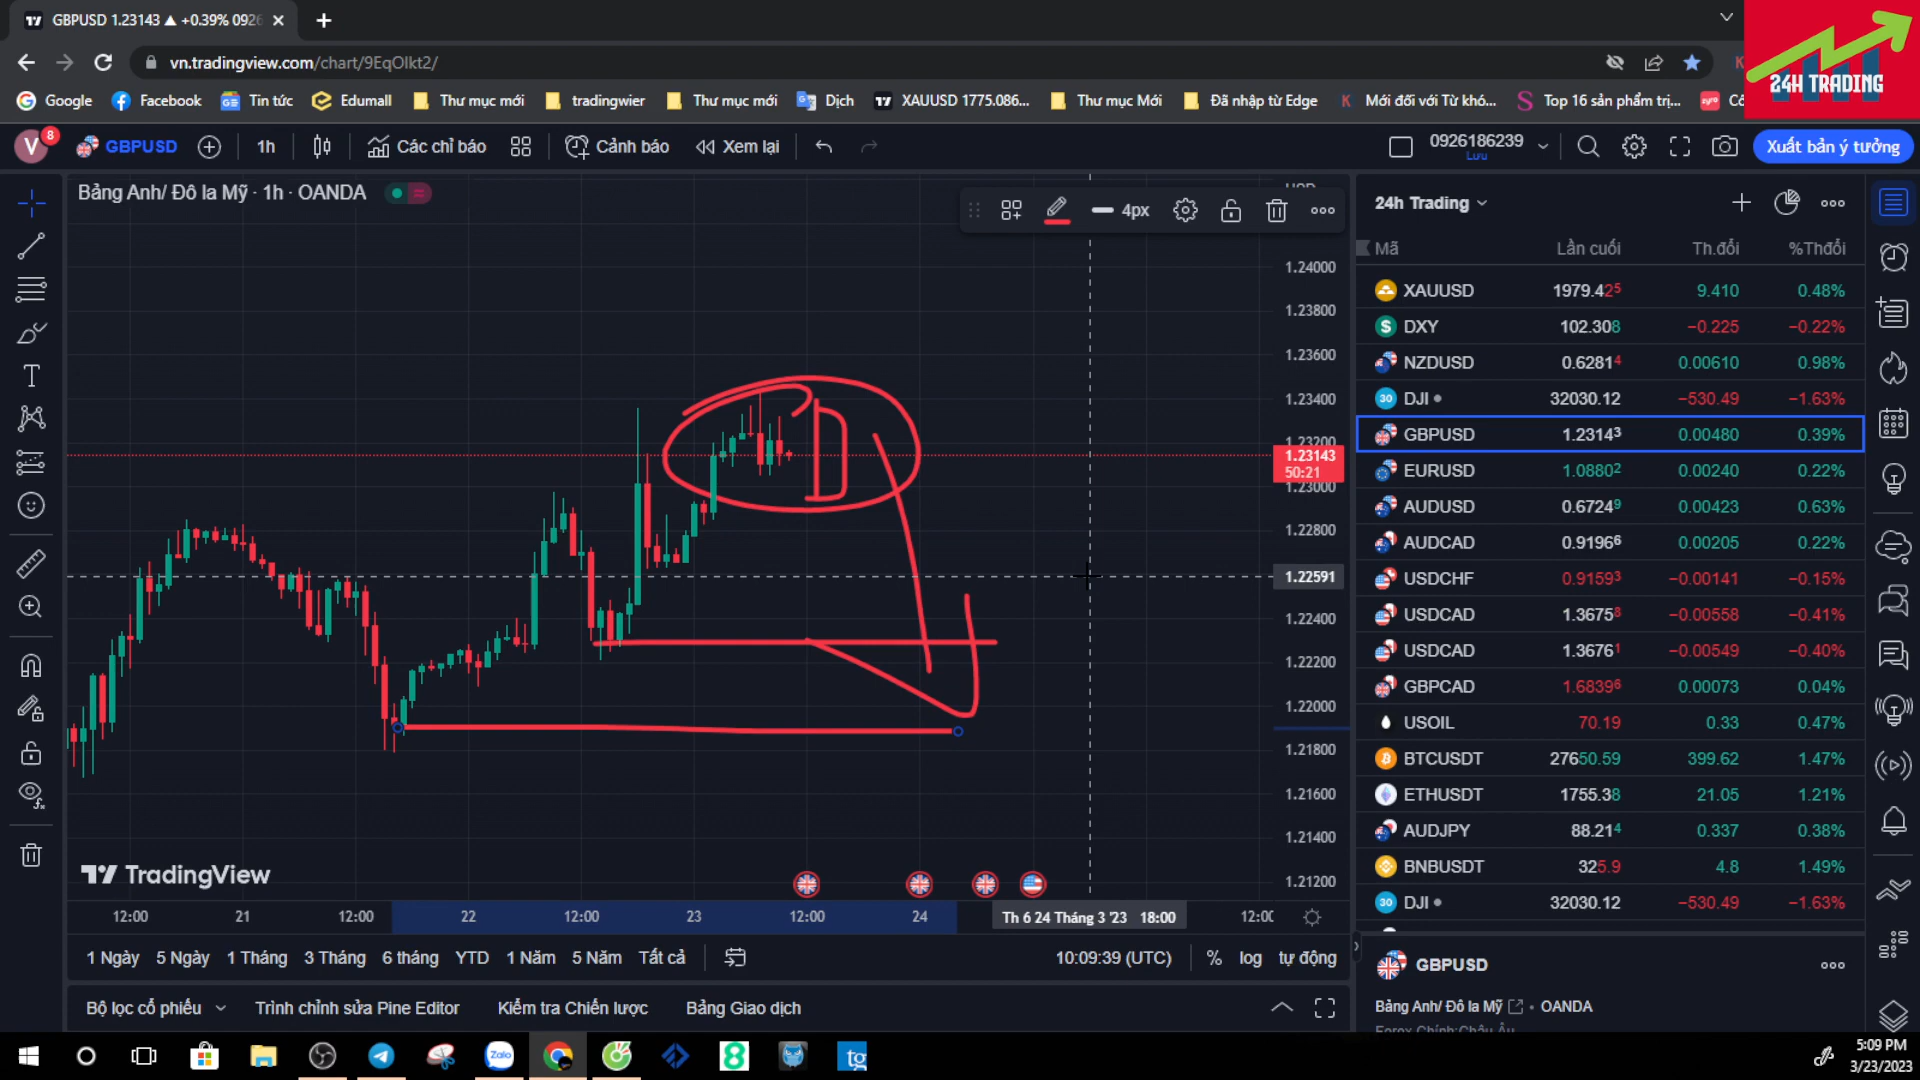 GBPUSD 1.23143 ▲ +0.39% 0926
vn.tradingview.com/chart/9EqOlkt2/
24H TRADING
Google Facebook Tin tức Edumall Thư mục mới tradingwier Thư mục mới Dịch XAUUSD 1775.086... Thư mục Mới Đã nhập từ Edge Mới đối với Từ khó... Top 16 sản phẩm trị...
V 8 GBPUSD 1h Các chỉ báo Cảnh báo Xem lại 0926186239 Lưu Xuất bản ý tưởng
Bảng Anh/ Đô la Mỹ · 1h · OANDA
4px
1.24000
1.23800
1.23600
1.23400
1.23200
1.23143
50:21
1.23000
1.22800
1.22591
1.22400
1.22200
1.22000
1.21800
1.21600
1.21400
1.21200
TradingView
12:00 21 12:00 22 12:00 23 12:00 24 Th 6 24 Tháng 3 '23 18:00 12:00
1 Ngày 5 Ngày 1 Tháng 3 Tháng 6 tháng YTD 1 Năm 5 Năm Tất cả 10:09:39 (UTC) % log tự động
Bộ lọc cổ phiếu Trình chỉnh sửa Pine Editor Kiểm tra Chiến lược Bảng Giao dịch
24h Trading
Mã Lần cuối Th.đổi %Thđổi
XAUUSD 1979.425 9.410 0.48%
DXY 102.308 −0.225 −0.22%
NZDUSD 0.62814 0.00610 0.98%
DJI 32030.12 −530.49 −1.63%
GBPUSD 1.23143 0.00480 0.39%
EURUSD 1.08802 0.00240 0.22%
AUDUSD 0.67249 0.00423 0.63%
AUDCAD 0.91966 0.00205 0.22%
USDCHF 0.91593 −0.00141 −0.15%
USDCAD 1.36758 −0.00558 −0.41%
USDCAD 1.36761 −0.00549 −0.40%
GBPCAD 1.68396 0.00073 0.04%
USOIL 70.19 0.33 0.47%
BTCUSDT 27650.59 399.62 1.47%
ETHUSDT 1755.38 21.05 1.21%
AUDJPY 88.214 0.337 0.38%
BNBUSDT 325.9 4.8 1.49%
DJI 32030.12 −530.49 −1.63%
GBPUSD
Bảng Anh/ Đô la Mỹ OANDA
Zalo
tg
5:09 PM
3/23/2023